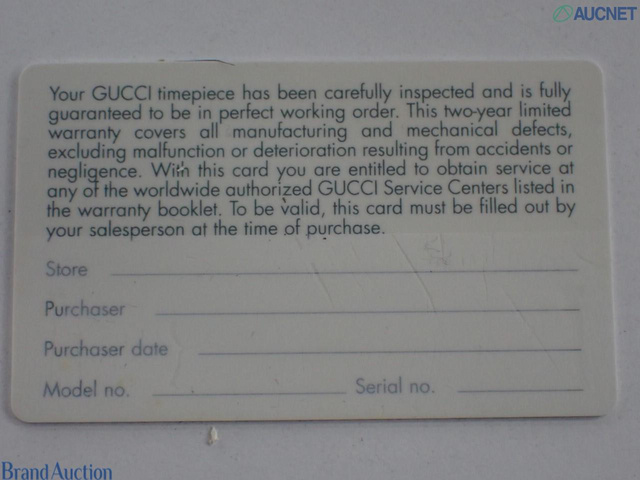 AUCNET
Your GUCCI timepiece has been carefully inspected and is fully
guaranteed to be in perfect working order. This two-year limited
warranty covers all manufacturing and mechanical defects,
excluding malfunction or deterioration resulting from accidents or
negligence. With this card you are entitled to obtain service at
any of the worldwide authorized GUCCI Service Centers listed in
the warranty booklet. To be valid, this card must be filled out by
your salesperson at the time of purchase.
Store
Purchaser
Purchaser date
Model no. Serial no.
Brand Auction